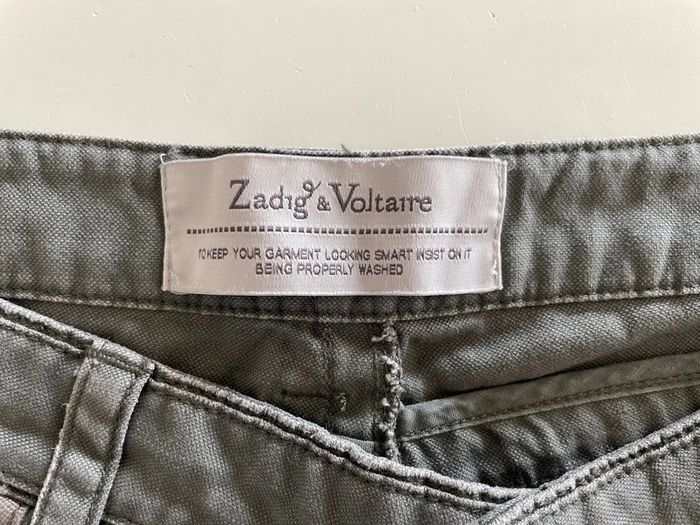 Zadig & Voltaire
TO KEEP YOUR GARMENT LOOKING SMART INSIST ON IT
BEING PROPERLY WASHED